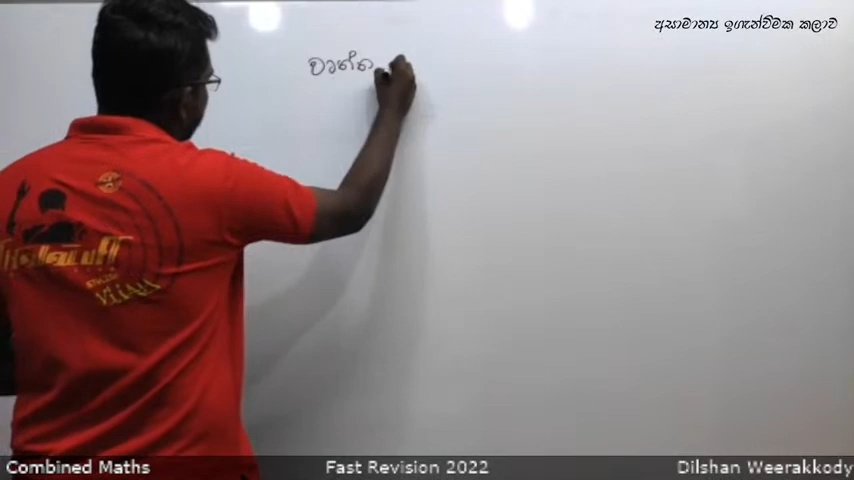 අසාමාන්‍ය ඉගැන්වීමක කලාව
වෘත්ත
Combined Maths
Fast Revision 2022
Dilshan Weerakkody